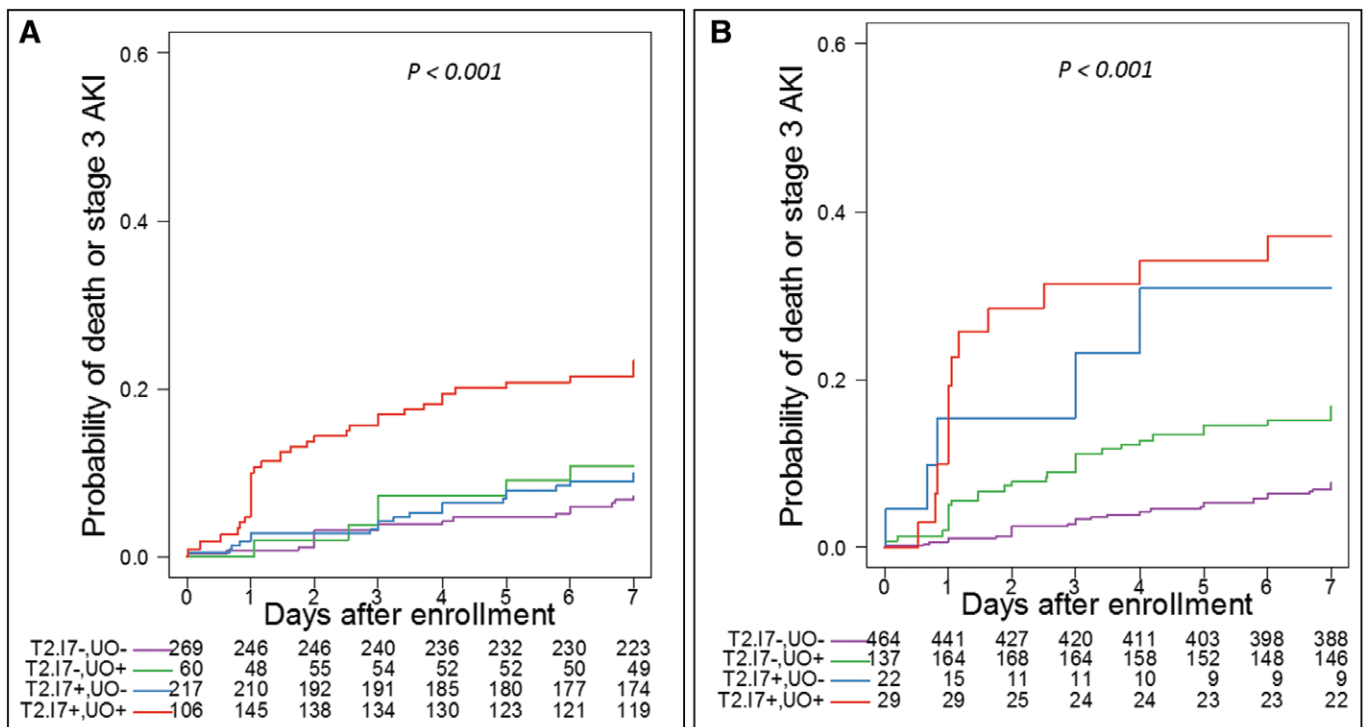 A
Probability of death or stage 3 AKI
P < 0.001
0.6
0.4
0.2
0.0
0 1 2 3 4 5 6 7
Days after enrollment
T2.I7-,UO- 269 246 246 240 236 232 230 223
T2.I7-,UO+ 60 48 55 54 52 52 50 49
T2.I7+,UO- 217 210 192 191 185 180 177 174
T2.I7+,UO+ 106 145 138 134 130 123 121 119
B
Probability of death or stage 3 AKI
P < 0.001
0.6
0.4
0.2
0.0
0 1 2 3 4 5 6 7
Days after enrollment
T2.I7-,UO- 464 441 427 420 411 403 398 388
T2.I7-,UO+ 137 164 168 164 158 152 148 146
T2.I7+,UO- 22 15 11 11 10 9 9 9
T2.I7+,UO+ 29 29 25 24 24 23 23 22